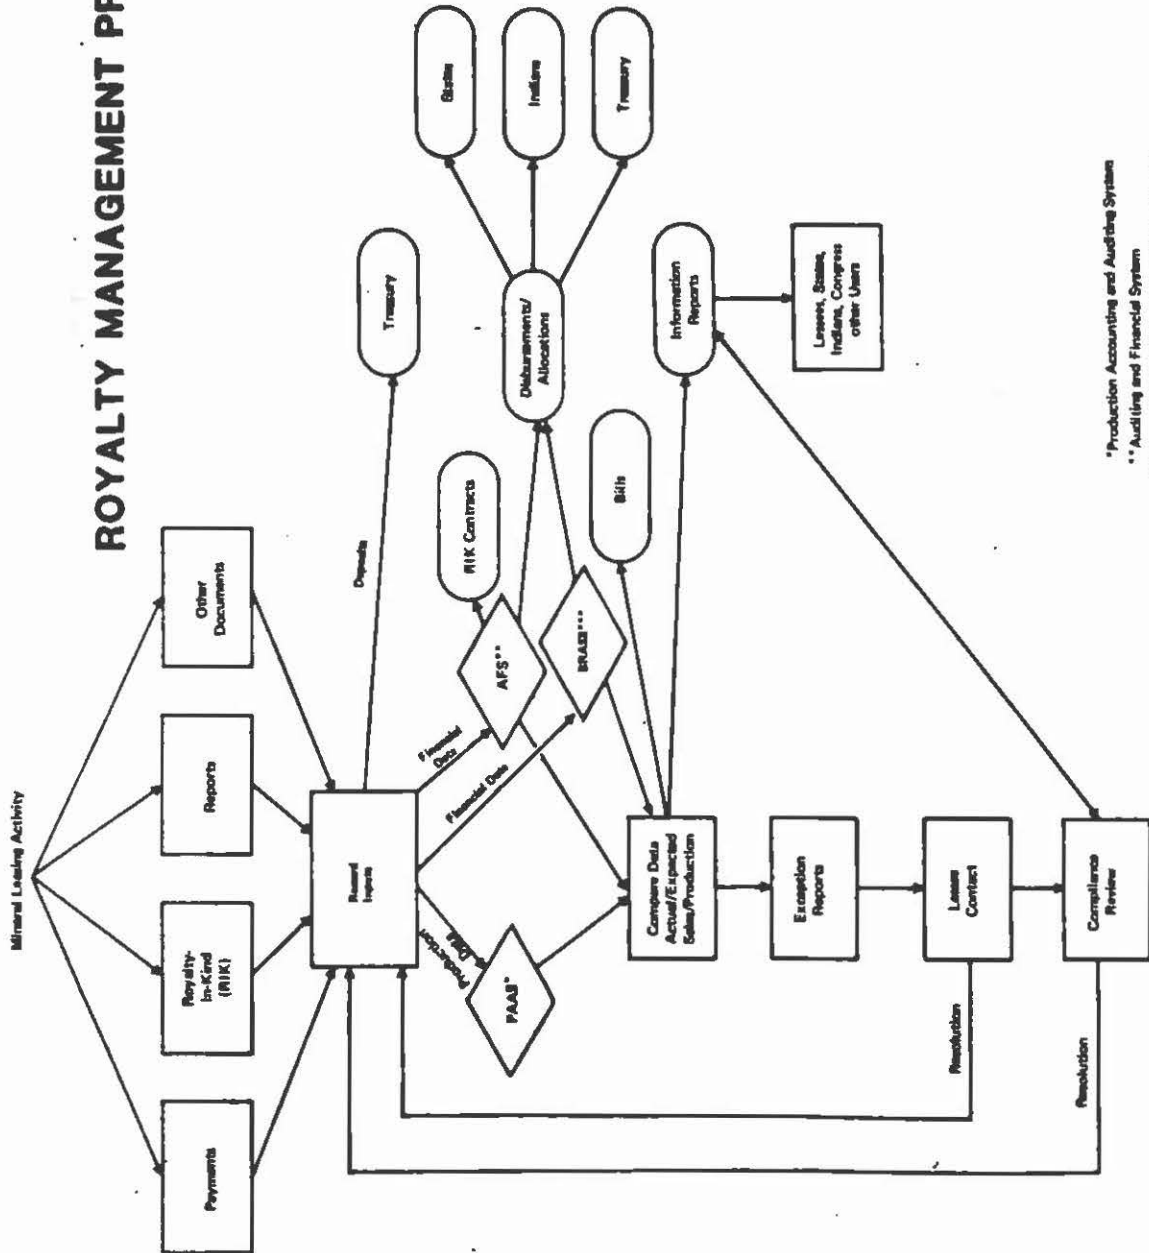 ROYALTY MANAGEMENT PR
Mineral Leasing Activity
Payments
Royalty-
In-Kind
(RIK)
Reports
Other
Documents
Record
Inputs
Deposits
Treasury
Production
Data
Financial
Data
Financial Data
PAAS*
AFS**
BRASS***
RIK Contracts
Disbursements/
Allocations
States
Indians
Treasury
Bills
Compare Data
Actual/Expected
Sales/Production
Information
Reports
Lessees, States,
Indians, Congress
other Users
Exception
Reports
Lessee
Contact
Compliance
Review
Resolution
Resolution
*Production Accounting and Auditing System
**Auditing and Financial System